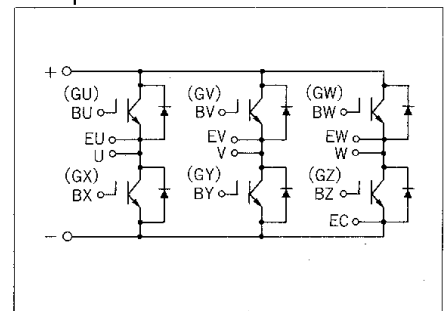 +
(GU) (GV) (GW)
BU BV BW
EU EV EW
U V W
(GX) (GY) (GZ)
BX BY BZ
EC
−